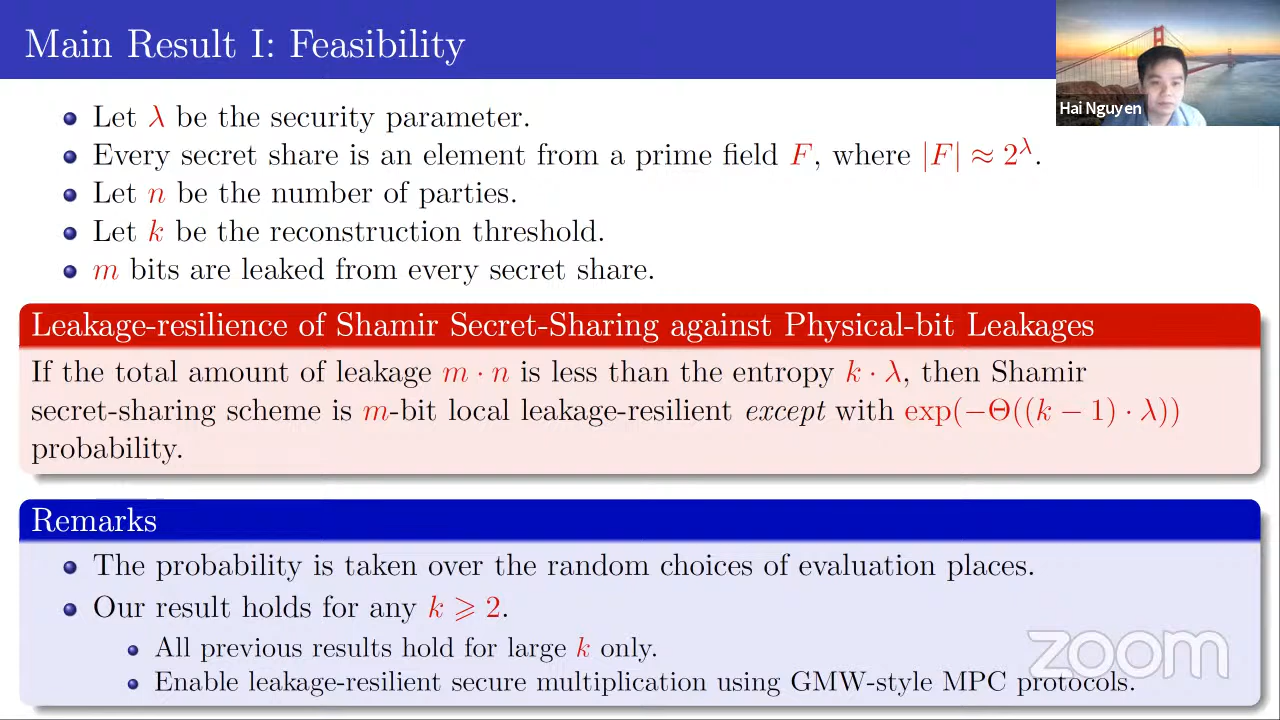 Main Result I: Feasibility
Hai Nguyen
Let λ be the security parameter.
Every secret share is an element from a prime field F, where |F| ≈ 2^λ.
Let n be the number of parties.
Let k be the reconstruction threshold.
m bits are leaked from every secret share.
Leakage-resilience of Shamir Secret-Sharing against Physical-bit Leakages
If the total amount of leakage m · n is less than the entropy k · λ, then Shamir
secret-sharing scheme is m-bit local leakage-resilient except with exp(−Θ((k − 1) · λ))
probability.
Remarks
The probability is taken over the random choices of evaluation places.
Our result holds for any k ⩾ 2.
All previous results hold for large k only.
Enable leakage-resilient secure multiplication using GMW-style MPC protocols.
zoom